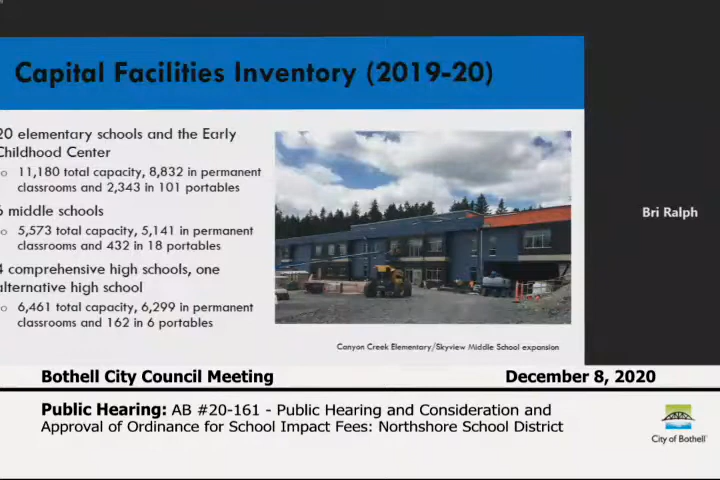 Capital Facilities Inventory (2019-20)
20 elementary schools and the Early
Childhood Center
o 11,180 total capacity, 8,832 in permanent
classrooms and 2,343 in 101 portables
6 middle schools
o 5,573 total capacity, 5,141 in permanent
classrooms and 432 in 18 portables
4 comprehensive high schools, one
alternative high school
o 6,461 total capacity, 6,299 in permanent
classrooms and 162 in 6 portables
Canyon Creek Elementary/Skyview Middle School expansion
Bri Ralph
Bothell City Council Meeting
December 8, 2020
Public Hearing: AB #20-161 - Public Hearing and Consideration and
Approval of Ordinance for School Impact Fees: Northshore School District
City of Bothell